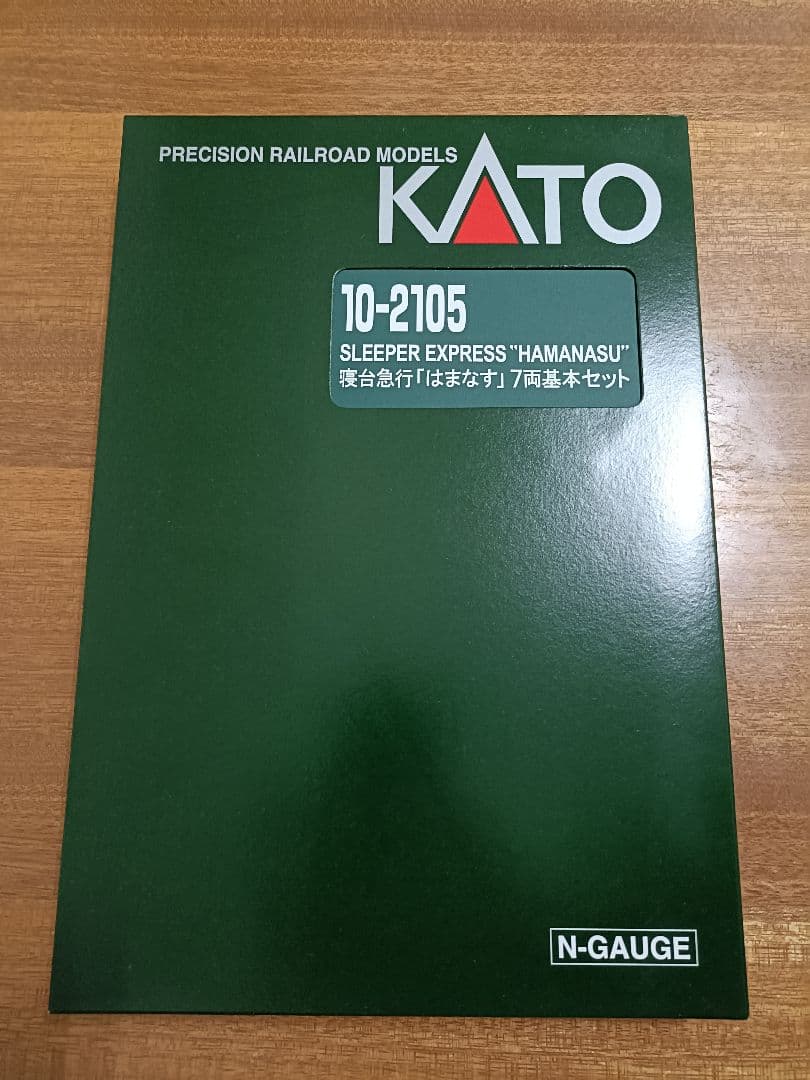 PRECISION RAILROAD MODELS
KATO
10-2105
SLEEPER EXPRESS "HAMANASU"
寝台急行「はまなす」7両基本セット
N-GAUGE